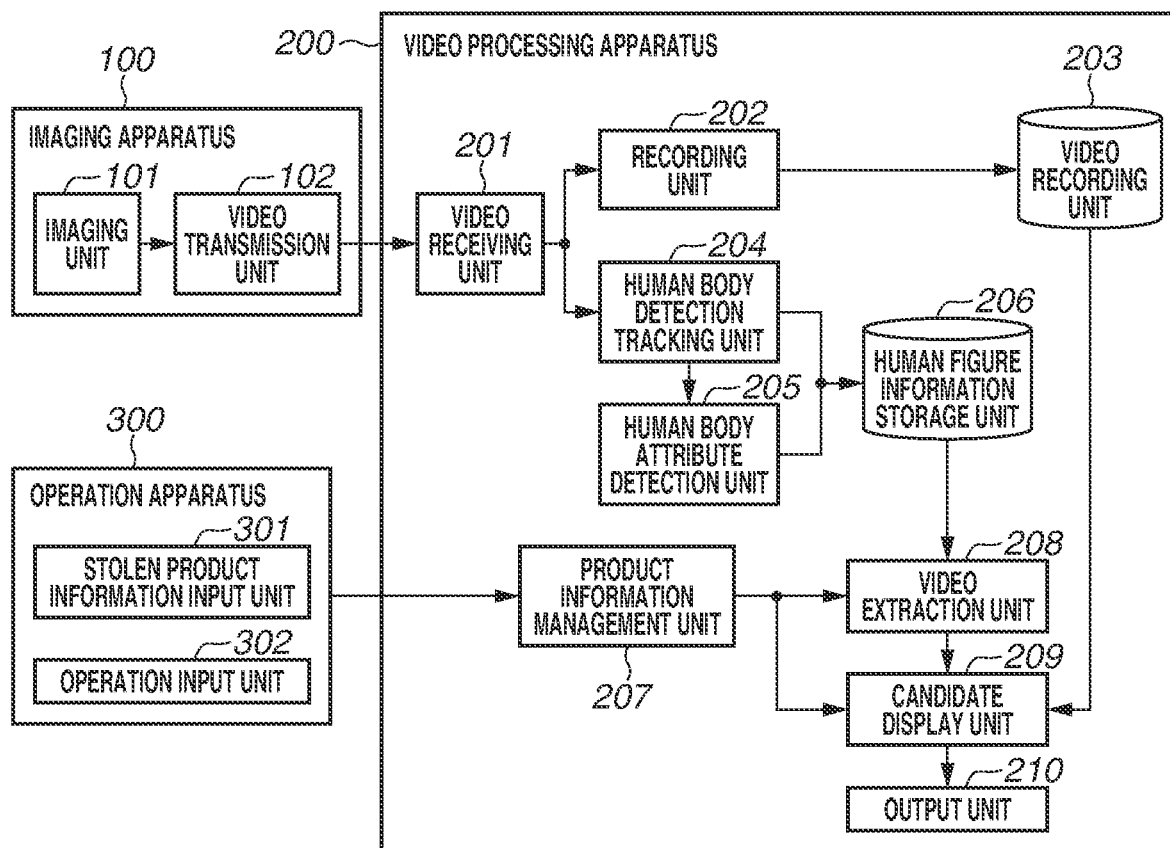 200
VIDEO PROCESSING APPARATUS
100
IMAGING APPARATUS
101
IMAGING UNIT
102
VIDEO
TRANSMISSION
UNIT
201
VIDEO
RECEIVING
UNIT
202
RECORDING
UNIT
203
VIDEO
RECORDING
UNIT
204
HUMAN BODY
DETECTION
TRACKING UNIT
205
HUMAN BODY
ATTRIBUTE
DETECTION UNIT
206
HUMAN FIGURE
INFORMATION
STORAGE UNIT
300
OPERATION APPARATUS
301
STOLEN PRODUCT
INFORMATION INPUT UNIT
302
OPERATION INPUT UNIT
PRODUCT
INFORMATION
MANAGEMENT UNIT
207
208
VIDEO
EXTRACTION UNIT
209
CANDIDATE
DISPLAY UNIT
210
OUTPUT UNIT